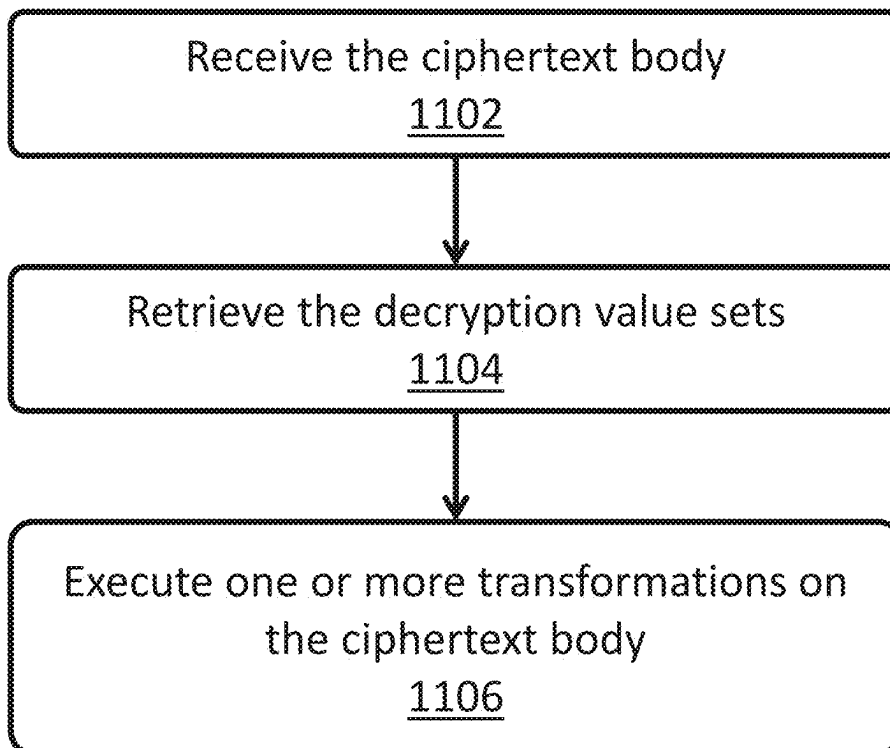 Receive the ciphertext body
1102
Retrieve the decryption value sets
1104
Execute one or more transformations on
the ciphertext body
1106